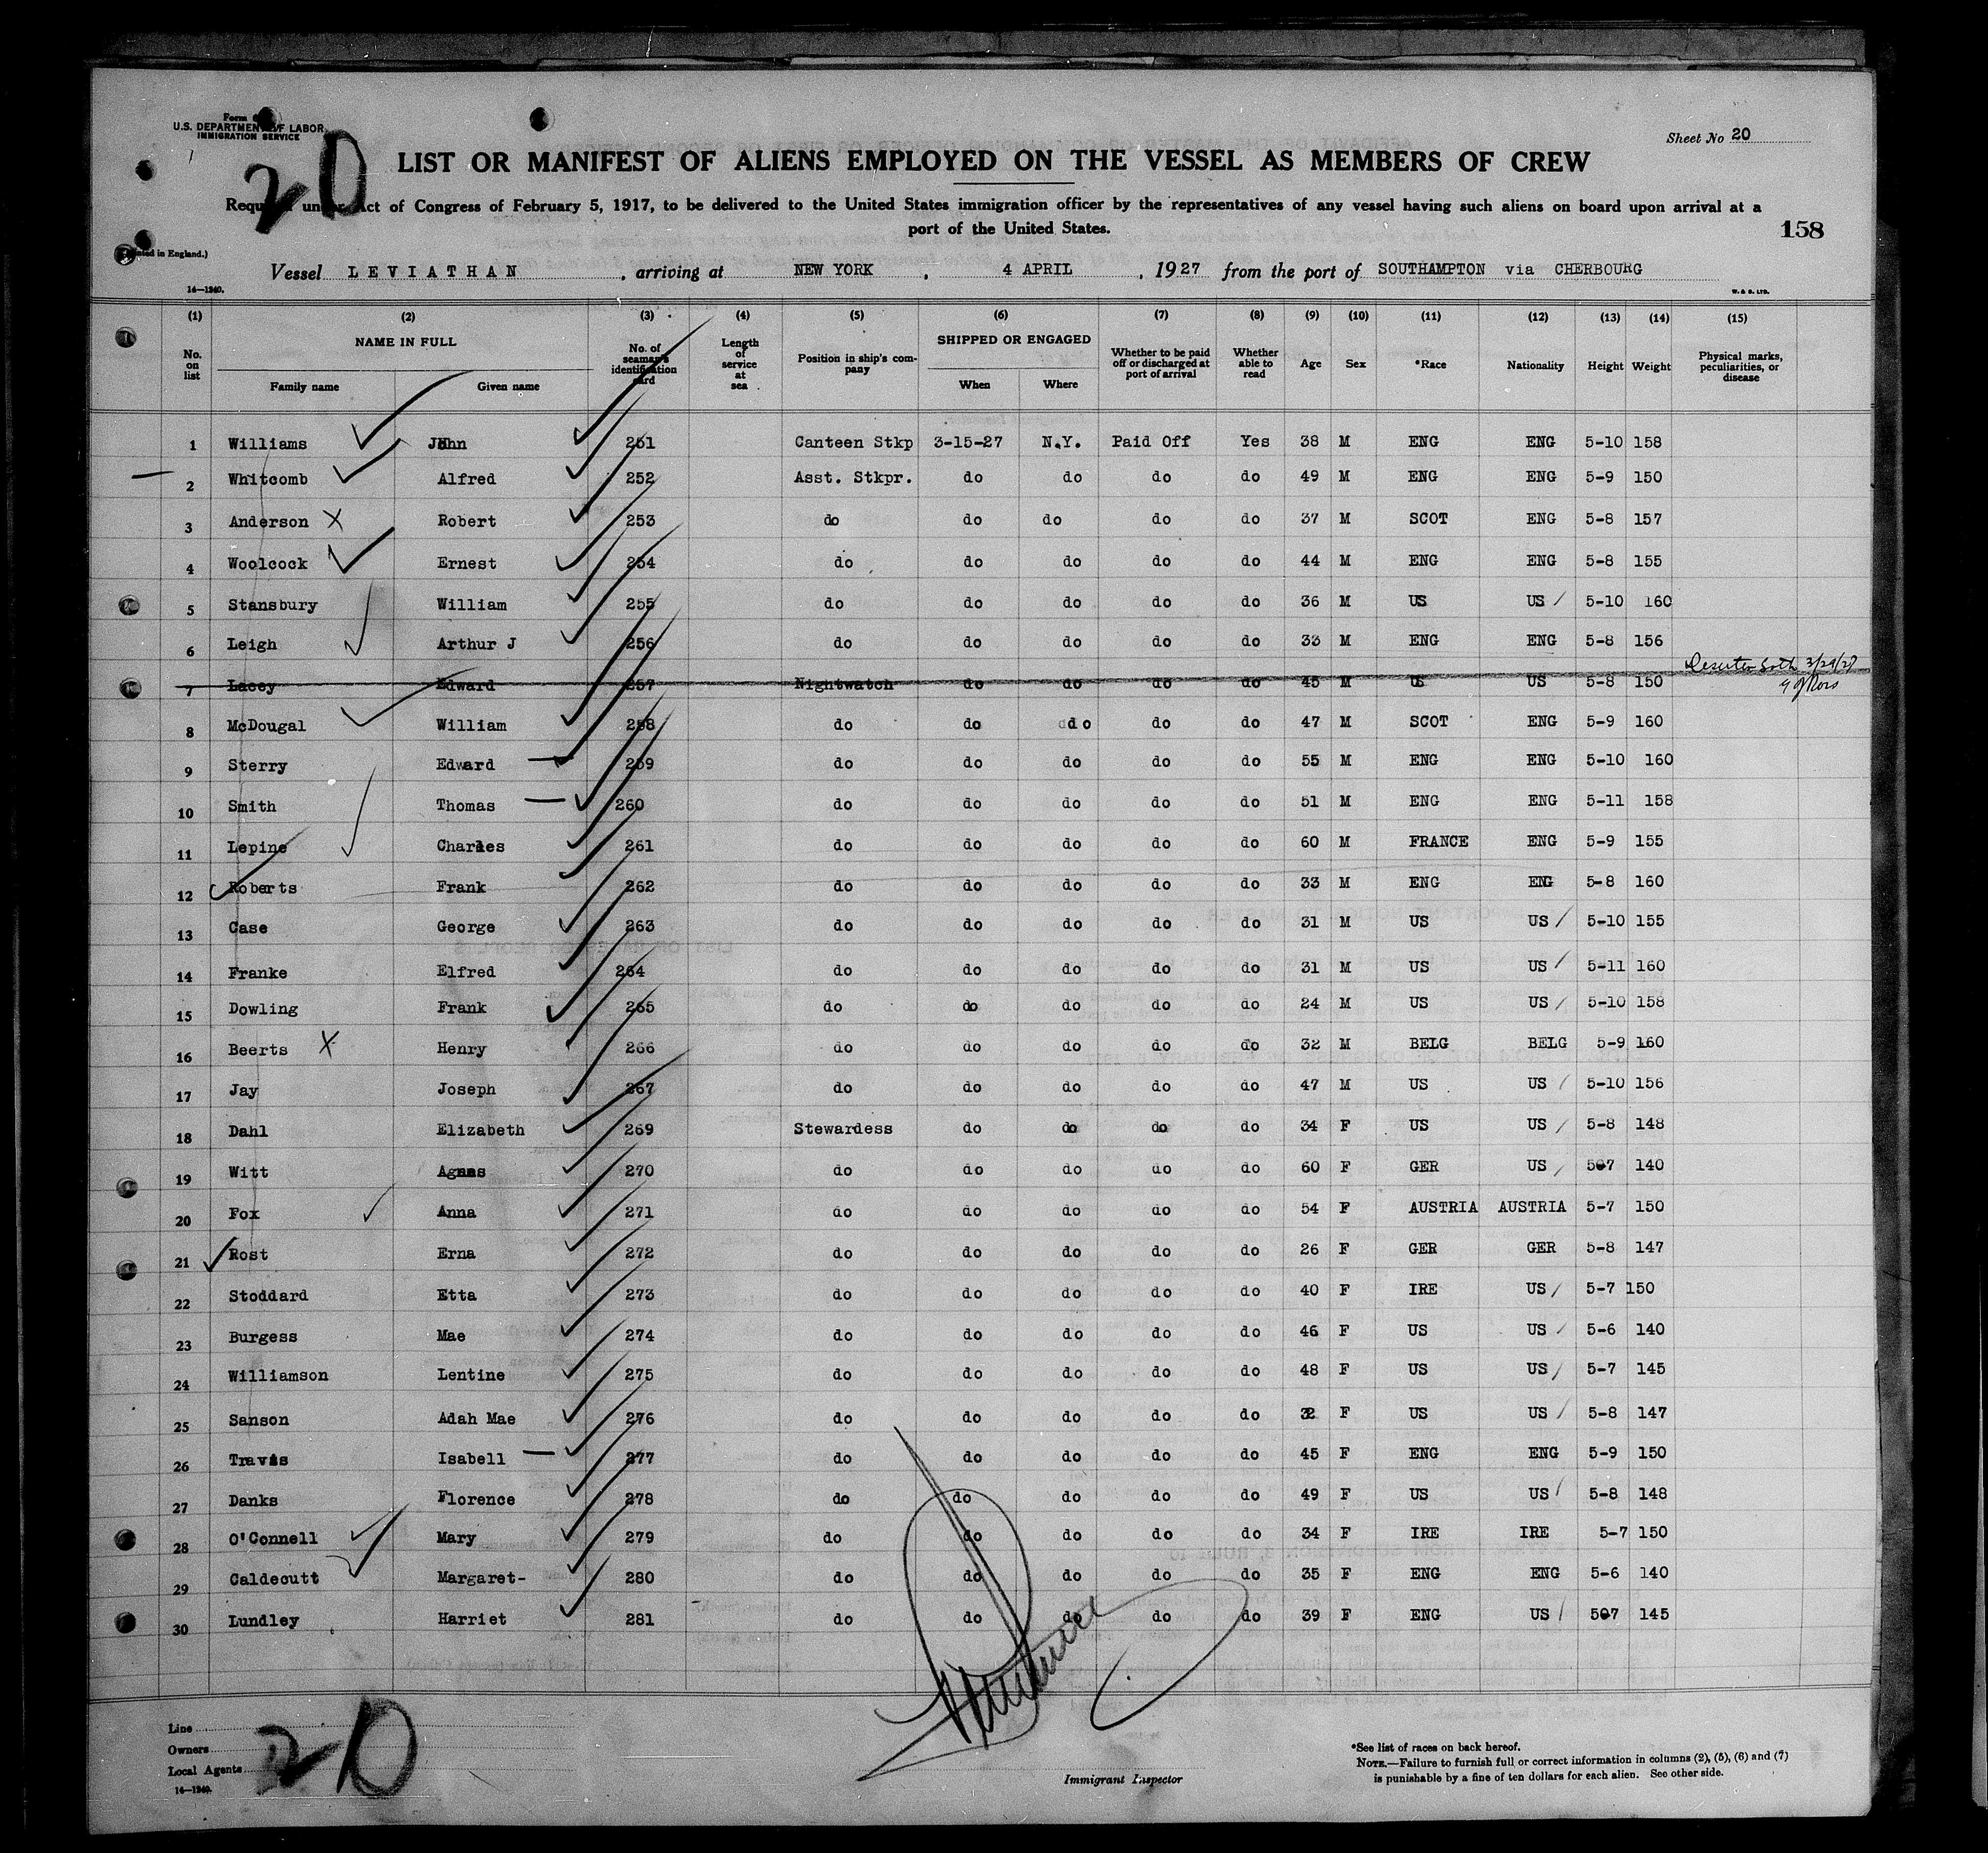 Form
U.S. DEPARTMENT OF LABOR
IMMIGRATION SERVICE
Sheet No 20
20
LIST OR MANIFEST OF ALIENS EMPLOYED ON THE VESSEL AS MEMBERS OF CREW
Required under Act of Congress of February 5, 1917, to be delivered to the United States immigration officer by the representatives of any vessel having such aliens on board upon arrival at a
port of the United States.
158
(Printed in England.)
Vessel LEVIATHAN, arriving at NEW YORK, 4 APRIL, 1927 from the port of SOUTHAMPTON via CHERBOURG
14—1240.
W. & S. LTD.
(1) (2) (3) (4) (5) (6) (7) (8) (9) (10) (11) (12) (13) (14) (15)
No. on list NAME IN FULL Family name Given name No. of seaman's identification card Length of service at sea Position in ship's company SHIPPED OR ENGAGED When Where Whether to be paid off or discharged at port of arrival Whether able to read Age Sex *Race Nationality Height Weight Physical marks, peculiarities, or disease
1 Williams John 251 Canteen Stkp 3-15-27 N.Y. Paid Off Yes 38 M ENG ENG 5-10 158
2 Whitcomb Alfred 252 Asst. Stkpr. do do do do 49 M ENG ENG 5-9 150
3 Anderson X Robert 253 do do do do do 37 M SCOT ENG 5-8 157
4 Woolcock Ernest 254 do do do do do 44 M ENG ENG 5-8 155
5 Stansbury William 255 do do do do do 36 M US US 5-10 160
6 Leigh Arthur J 256 do do do do do 33 M ENG ENG 5-8 156
7 Lacey Edward 257 Nightwatch do do do do 45 M US US 5-8 150 Deserter Soth 3/29/27
8 McDougal William 258 do do do do do 47 M SCOT ENG 5-9 160
9 Sterry Edward 259 do do do do do 55 M ENG ENG 5-10 160
10 Smith Thomas 260 do do do do do 51 M ENG ENG 5-11 158
11 Lepine Charles 261 do do do do do 60 M FRANCE ENG 5-9 155
12 Roberts Frank 262 do do do do do 33 M ENG ENG 5-8 160
13 Case George 263 do do do do do 31 M US US 5-10 155
14 Franke Elfred 264 do do do do do 31 M US US 5-11 160
15 Dowling Frank 265 do do do do do 24 M US US 5-10 158
16 Beerts X Henry 266 do do do do do 32 M BELG BELG 5-9 160
17 Jay Joseph 267 do do do do do 47 M US US 5-10 156
18 Dahl Elizabeth 269 Stewardess do do do do 34 F US US 5-8 148
19 Witt Agnes 270 do do do do do 60 F GER US 507 140
20 Fox Anna 271 do do do do do 54 F AUSTRIA AUSTRIA 5-7 150
21 Rost Erna 272 do do do do do 26 F GER GER 5-8 147
22 Stoddard Etta 273 do do do do do 40 F IRE US 5-7 150
23 Burgess Mae 274 do do do do do 46 F US US 5-6 140
24 Williamson Lentine 275 do do do do do 48 F US US 5-7 145
25 Sanson Adah Mae 276 do do do do do 32 F US US 5-8 147
26 Travis Isabell 277 do do do do do 45 F ENG ENG 5-9 150
27 Danks Florence 278 do do do do do 49 F US US 5-8 148
28 O'Connell Mary 279 do do do do do 34 F IRE IRE 5-7 150
29 Caldecutt Margaret- 280 do do do do do 35 F ENG ENG 5-6 140
30 Lundley Harriet 281 do do do do do 39 F ENG US 507 145
Line
Owners
Local Agents
14—1240.
20
Immigrant Inspector
*See list of races on back hereof.
NOTE.—Failure to furnish full or correct information in columns (2), (5), (6) and (7)
is punishable by a fine of ten dollars for each alien. See other side.